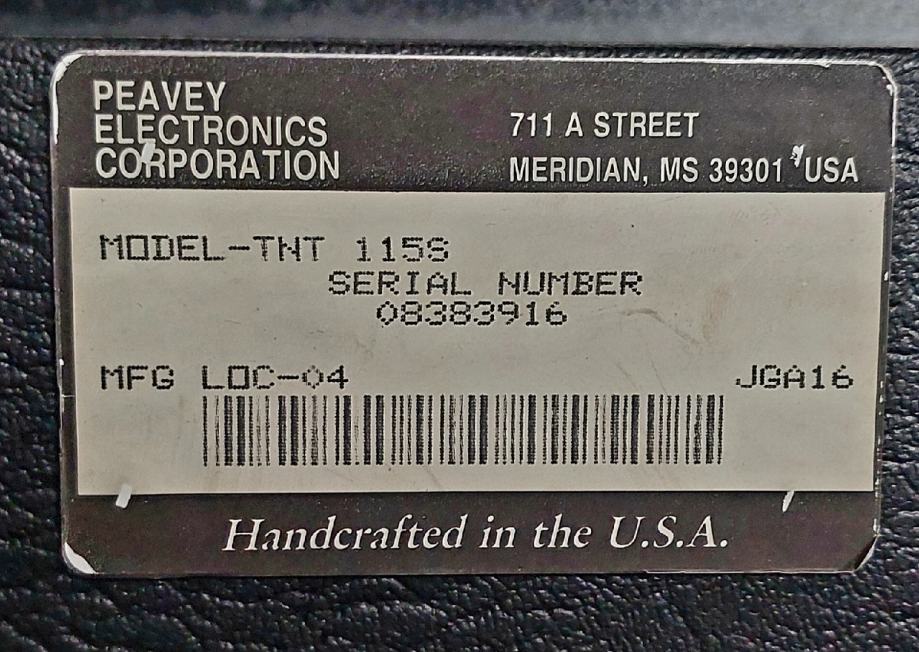 PEAVEY
ELECTRONICS
CORPORATION
711 A STREET
MERIDIAN, MS 39301 USA
MODEL-TNT 115S
SERIAL NUMBER
08383916
MFG LOC-04
JGA16
Handcrafted in the U.S.A.